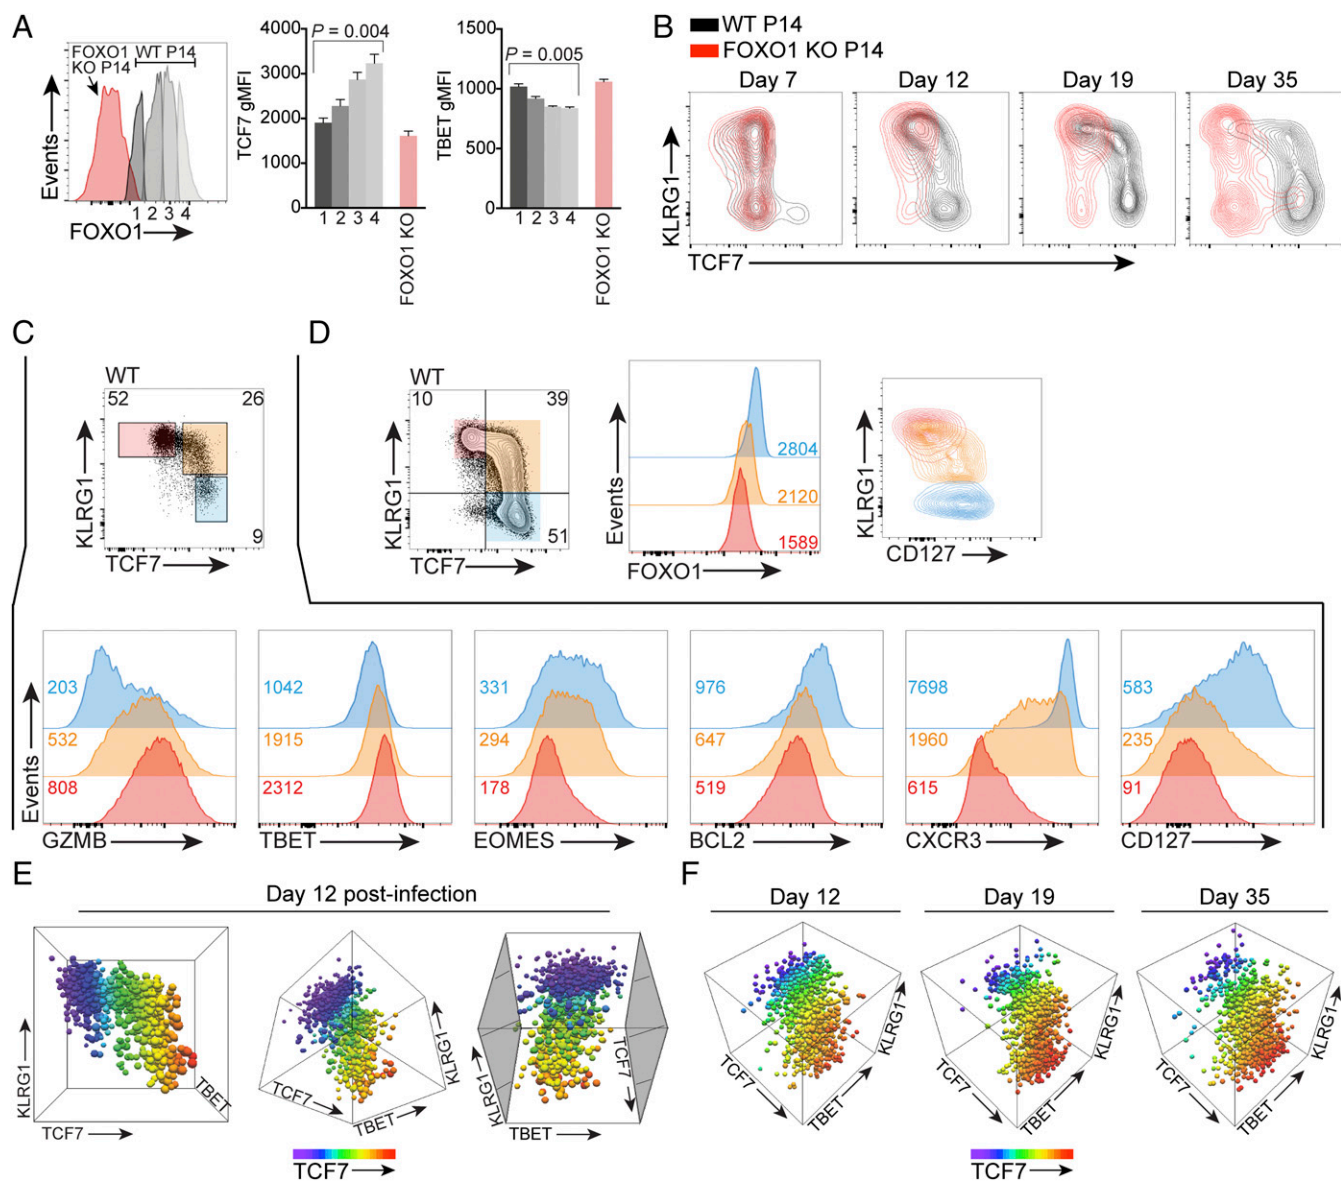 A
FOXO1 WT P14
KO P14
Events
1 2 3 4
FOXO1
P = 0.004
TCF7 gMFI
4000
3000
2000
1000
0
1 2 3 4
FOXO1 KO
P = 0.005
TBET gMFI
1500
1000
500
0
1 2 3 4
FOXO1 KO
B
WT P14
FOXO1 KO P14
Day 7
Day 12
Day 19
Day 35
KLRG1
TCF7
C
WT
52
26
9
KLRG1
TCF7
D
WT
10
39
51
KLRG1
TCF7
Events
2804
2120
1589
FOXO1
KLRG1
CD127
Events
203
532
808
GZMB
1042
1915
2312
TBET
331
294
178
EOMES
976
647
519
BCL2
7698
1960
615
CXCR3
583
235
91
CD127
E
Day 12 post-infection
KLRG1
TCF7
TBET
TCF7
TBET
KLRG1
KLRG1
TBET
TCF7
TCF7
F
Day 12
Day 19
Day 35
TCF7
TBET
KLRG1
TCF7
TBET
KLRG1
TCF7
TBET
KLRG1
TCF7